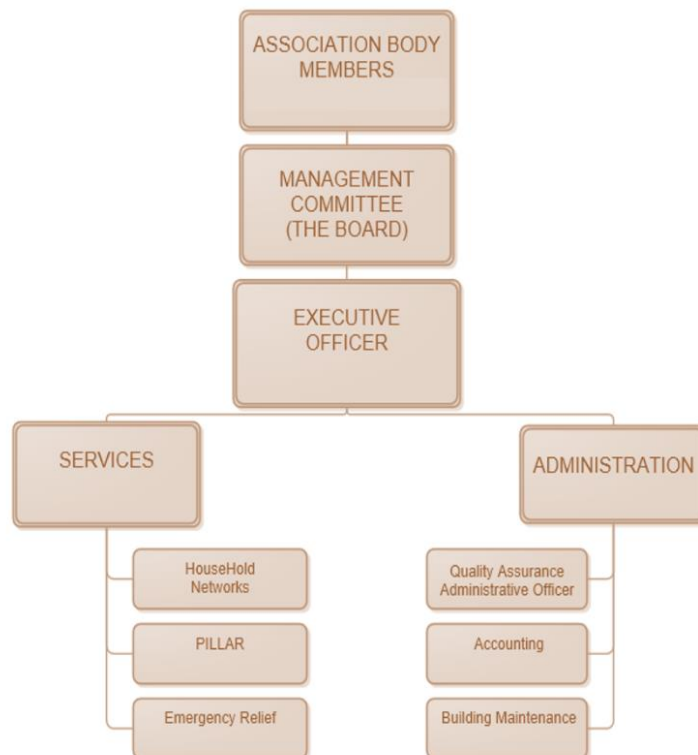 ASSOCIATION BODY
MEMBERS
MANAGEMENT
COMMITTEE
(THE BOARD)
EXECUTIVE
OFFICER
SERVICES
ADMINISTRATION
HouseHold
Networks
Quality Assurance
Administrative Officer
PILLAR
Accounting
Emergency Relief
Building Maintenance